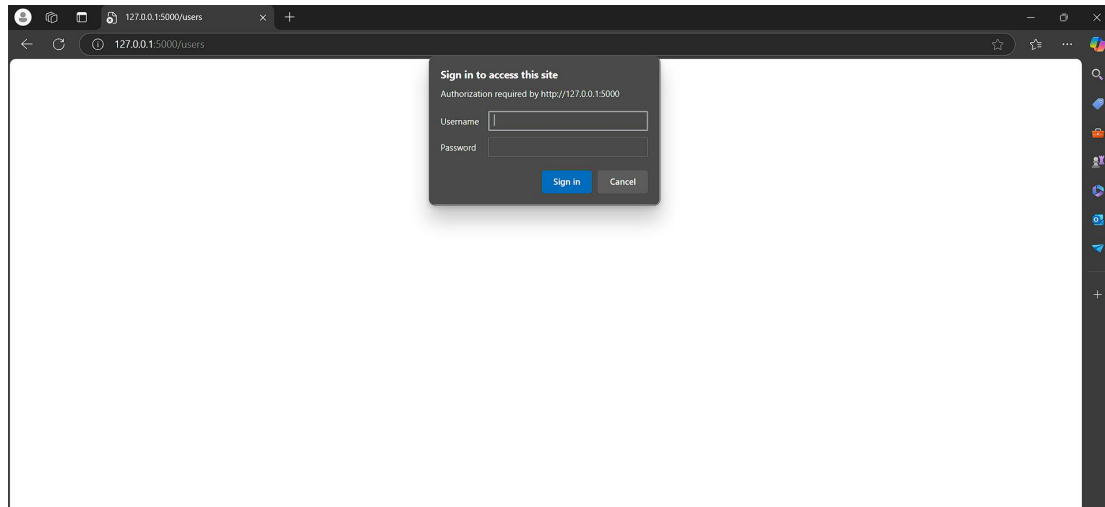 127.0.0.1:5000/users
127.0.0.1:5000/users
Sign in to access this site
Authorization required by http://127.0.0.1:5000
Username
Password
Sign in Cancel